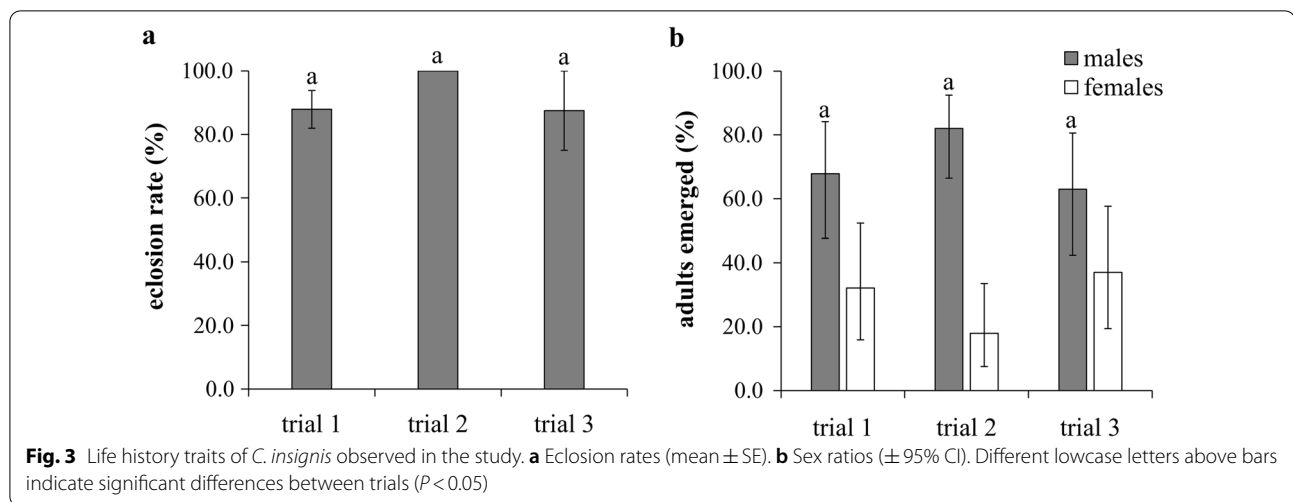 a
100.0
80.0
60.0
40.0
20.0
0.0
eclosion rate (%)
a
a
a
trial 1
trial 2
trial 3
b
males
females
100.0
80.0
60.0
40.0
20.0
0.0
adults emerged (%)
a
a
a
trial 1
trial 2
trial 3
Fig. 3 Life history traits of C. insignis observed in the study. a Eclosion rates (mean ± SE). b Sex ratios (± 95% CI). Different lowercase letters above bars
indicate significant differences between trials (P < 0.05)